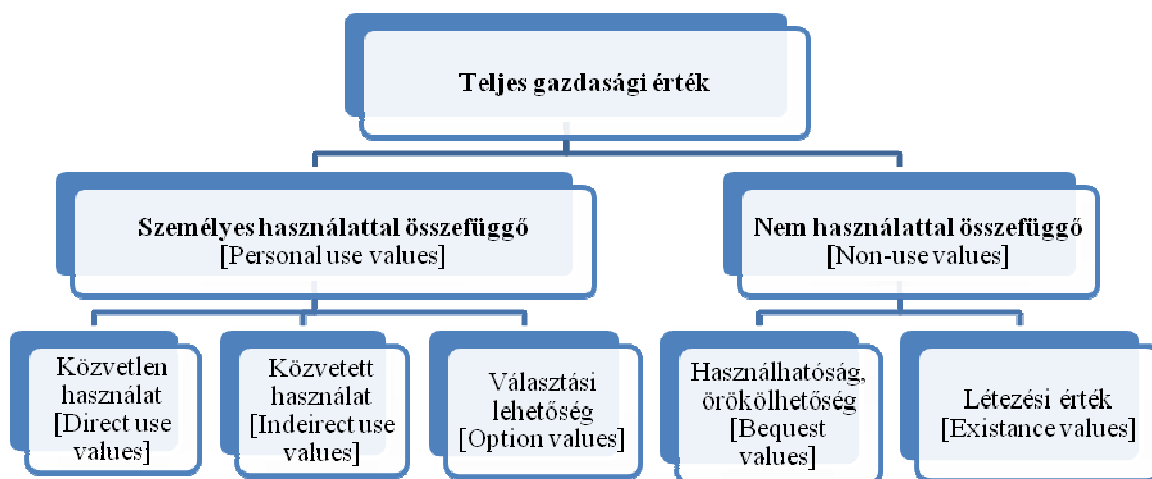 Teljes gazdasági érték
Személyes használattal összefüggő
[Personal use values]
Nem használattal összefüggő
[Non-use values]
Közvetlen
használat
[Direct use
values]
Közvetett
használat
[Indeirect use
values]
Választási
lehetőség
[Option values]
Használhatóság,
örökölhetőség
[Bequest
values]
Létezési érték
[Existance values]